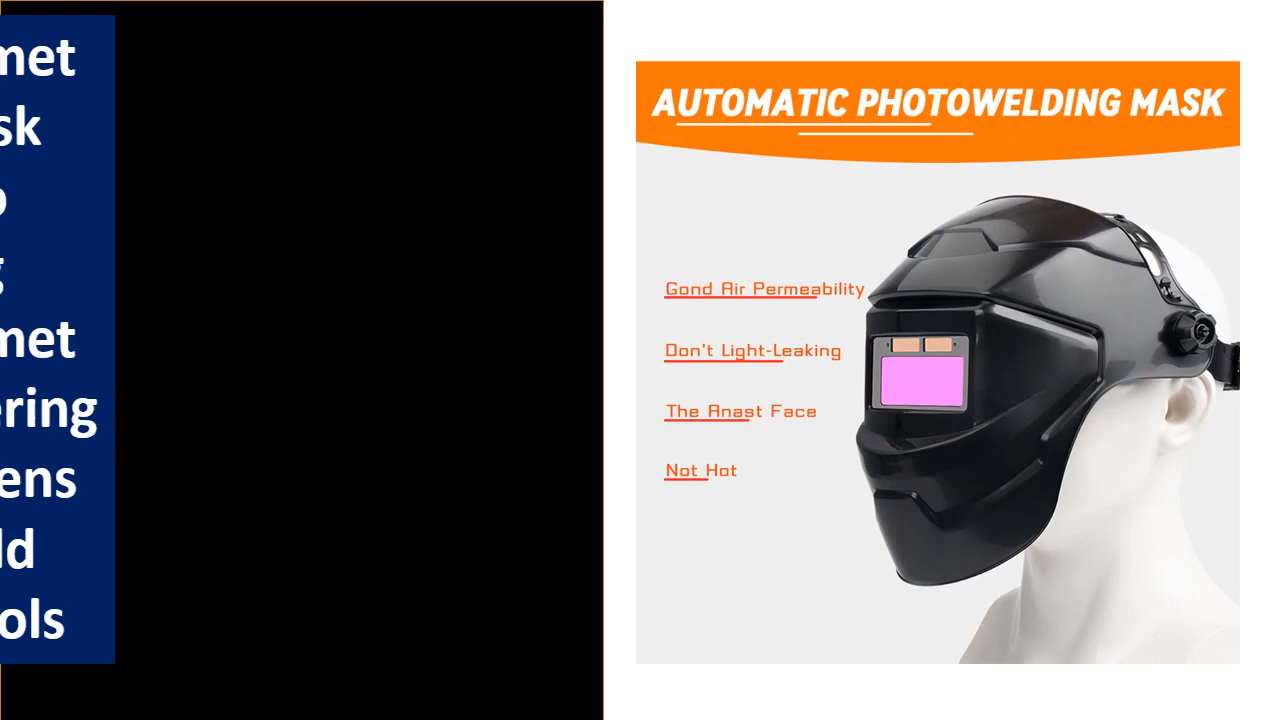 met
sk
p
g
met
ering
ens
ld
ols
AUTOMATIC PHOTOWELDING MASK
Gond Air Permeability
Don't Light-Leaking
The Anast Face
Not Hot